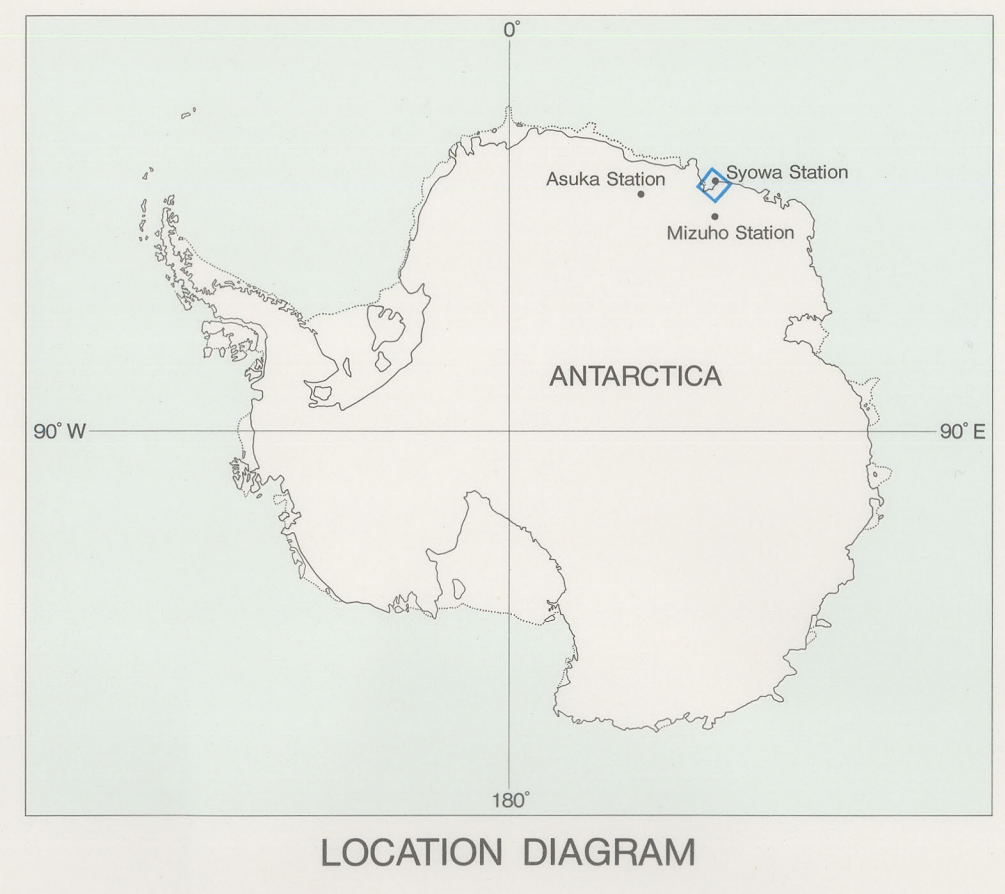 0°
Syowa Station
Asuka Station
Mizuho Station
ANTARCTICA
90° W
90° E
180°
LOCATION DIAGRAM